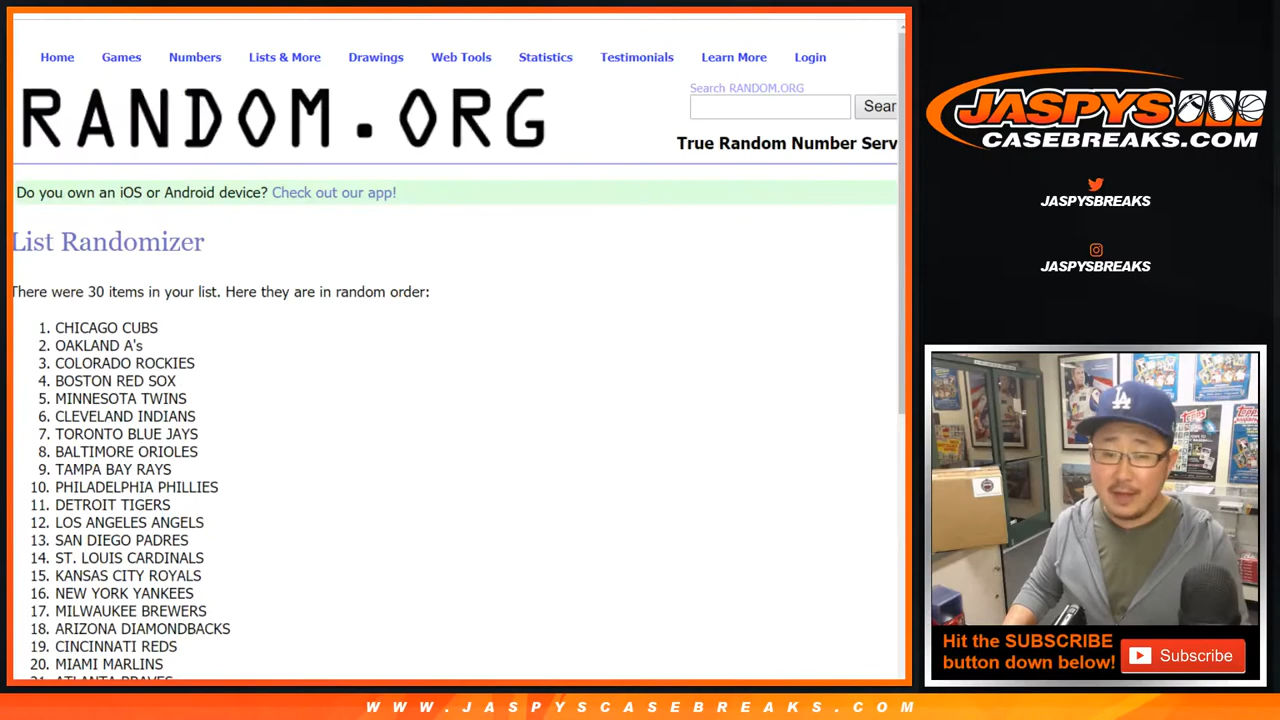 Home Games Numbers Lists & More Drawings Web Tools Statistics Testimonials Learn More Login
RANDOM.ORG
Search RANDOM.ORG
Sear
True Random Number Serv
Do you own an iOS or Android device? Check out our app!
List Randomizer
There were 30 items in your list. Here they are in random order:
1. CHICAGO CUBS
2. OAKLAND A's
3. COLORADO ROCKIES
4. BOSTON RED SOX
5. MINNESOTA TWINS
6. CLEVELAND INDIANS
7. TORONTO BLUE JAYS
8. BALTIMORE ORIOLES
9. TAMPA BAY RAYS
10. PHILADELPHIA PHILLIES
11. DETROIT TIGERS
12. LOS ANGELES ANGELS
13. SAN DIEGO PADRES
14. ST. LOUIS CARDINALS
15. KANSAS CITY ROYALS
16. NEW YORK YANKEES
17. MILWAUKEE BREWERS
18. ARIZONA DIAMONDBACKS
19. CINCINNATI REDS
20. MIAMI MARLINS
21. ATLANTA BRAVES
JASPYS
CASEBREAKS.COM
JASPYSBREAKS
JASPYSBREAKS
LA
Topps
Hit the SUBSCRIBE
button down below!
Subscribe
WWW.JASPYSCASEBREAKS.COM